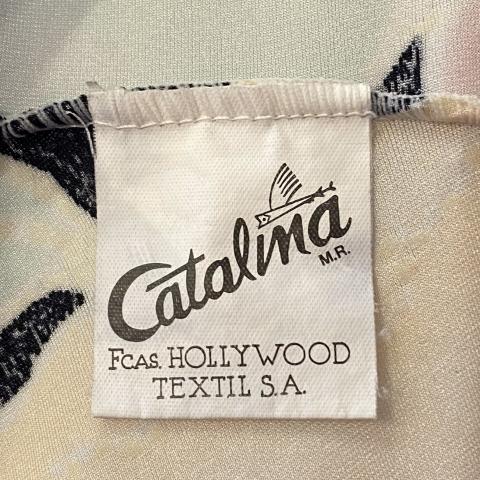 Catalina
M.R.
FCAS. HOLLYWOOD
TEXTIL S.A.